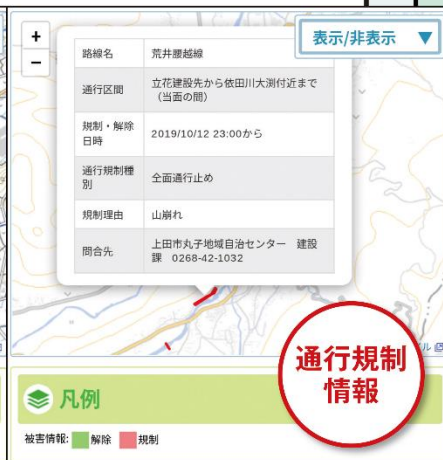 表示/非表示 ▼
+
−
路線名 荒井腰越線
通行区間 立花建設先から依田川大渕付近まで
（当面の間）
規制・解除
日時 2019/10/12 23:00から
通行規制種
別 全面通行止め
規制理由 山崩れ
問合先 上田市丸子地域自治センター 建設
課 0268-42-1032
通行規制
情報
凡例
被害情報: 解除 規制